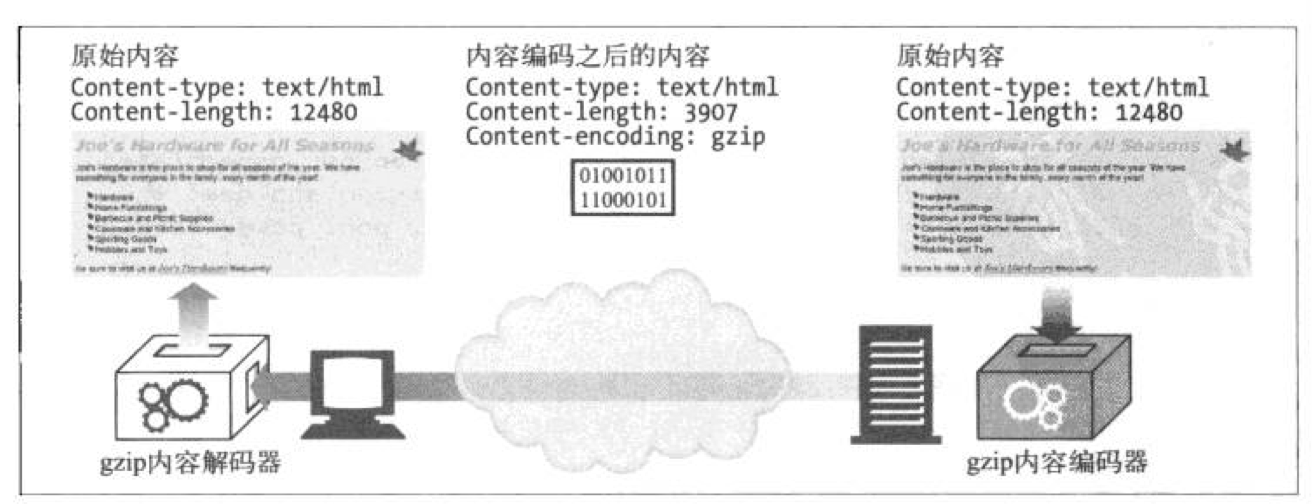 原始内容
Content-type: text/html
Content-length: 12480
Joe's Hardware for All Seasons
Joe's Hardware is the place to shop for all seasons of the year. We have
something for everyone in the family, every month of the year!
Hardware
Home Furnishings
Barbecue and Picnic Supplies
Cookware and Kitchen Accessories
Sporting Goods
Hobbies and Toys
Be sure to visit us at Joe's Hardware frequently!
gzip内容解码器
内容编码之后的内容
Content-type: text/html
Content-length: 3907
Content-encoding: gzip
01001011
11000101
原始内容
Content-type: text/html
Content-length: 12480
Joe's Hardware for All Seasons
Joe's Hardware is the place to shop for all seasons of the year. We have
something for everyone in the family, every month of the year!
Hardware
Home Furnishings
Barbecue and Picnic Supplies
Cookware and Kitchen Accessories
Sporting Goods
Hobbies and Toys
Be sure to visit us at Joe's Hardware frequently!
gzip内容编码器